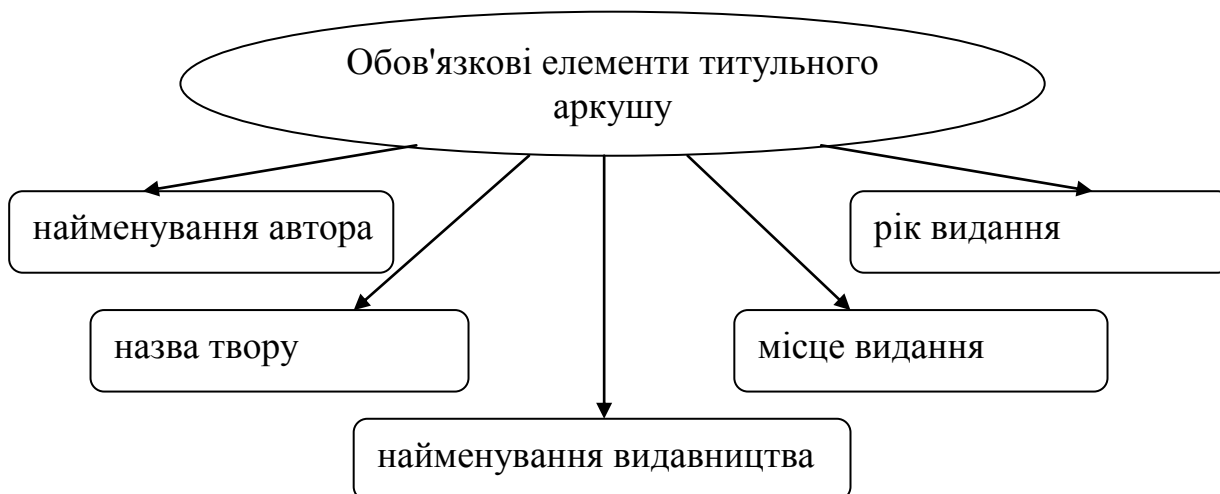 Обов'язкові елементи титульного
аркушу
найменування автора
рік видання
назва твору
місце видання
найменування видавництва